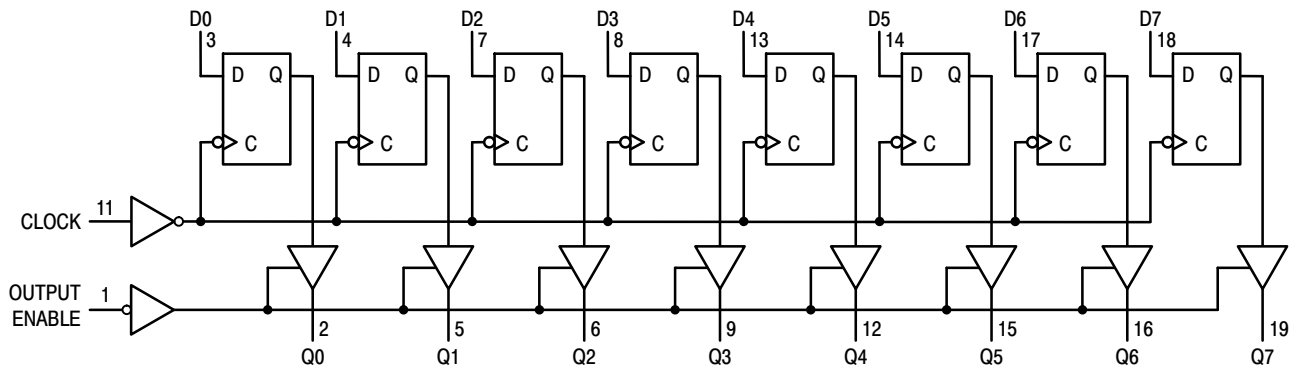 D0 D1 D2 D3 D4 D5 D6 D7
3 4 7 8 13 14 17 18
D Q D Q D Q D Q D Q D Q D Q D Q
C C C C C C C C
CLOCK 11
OUTPUT
ENABLE 1
2 5 6 9 12 15 16 19
Q0 Q1 Q2 Q3 Q4 Q5 Q6 Q7